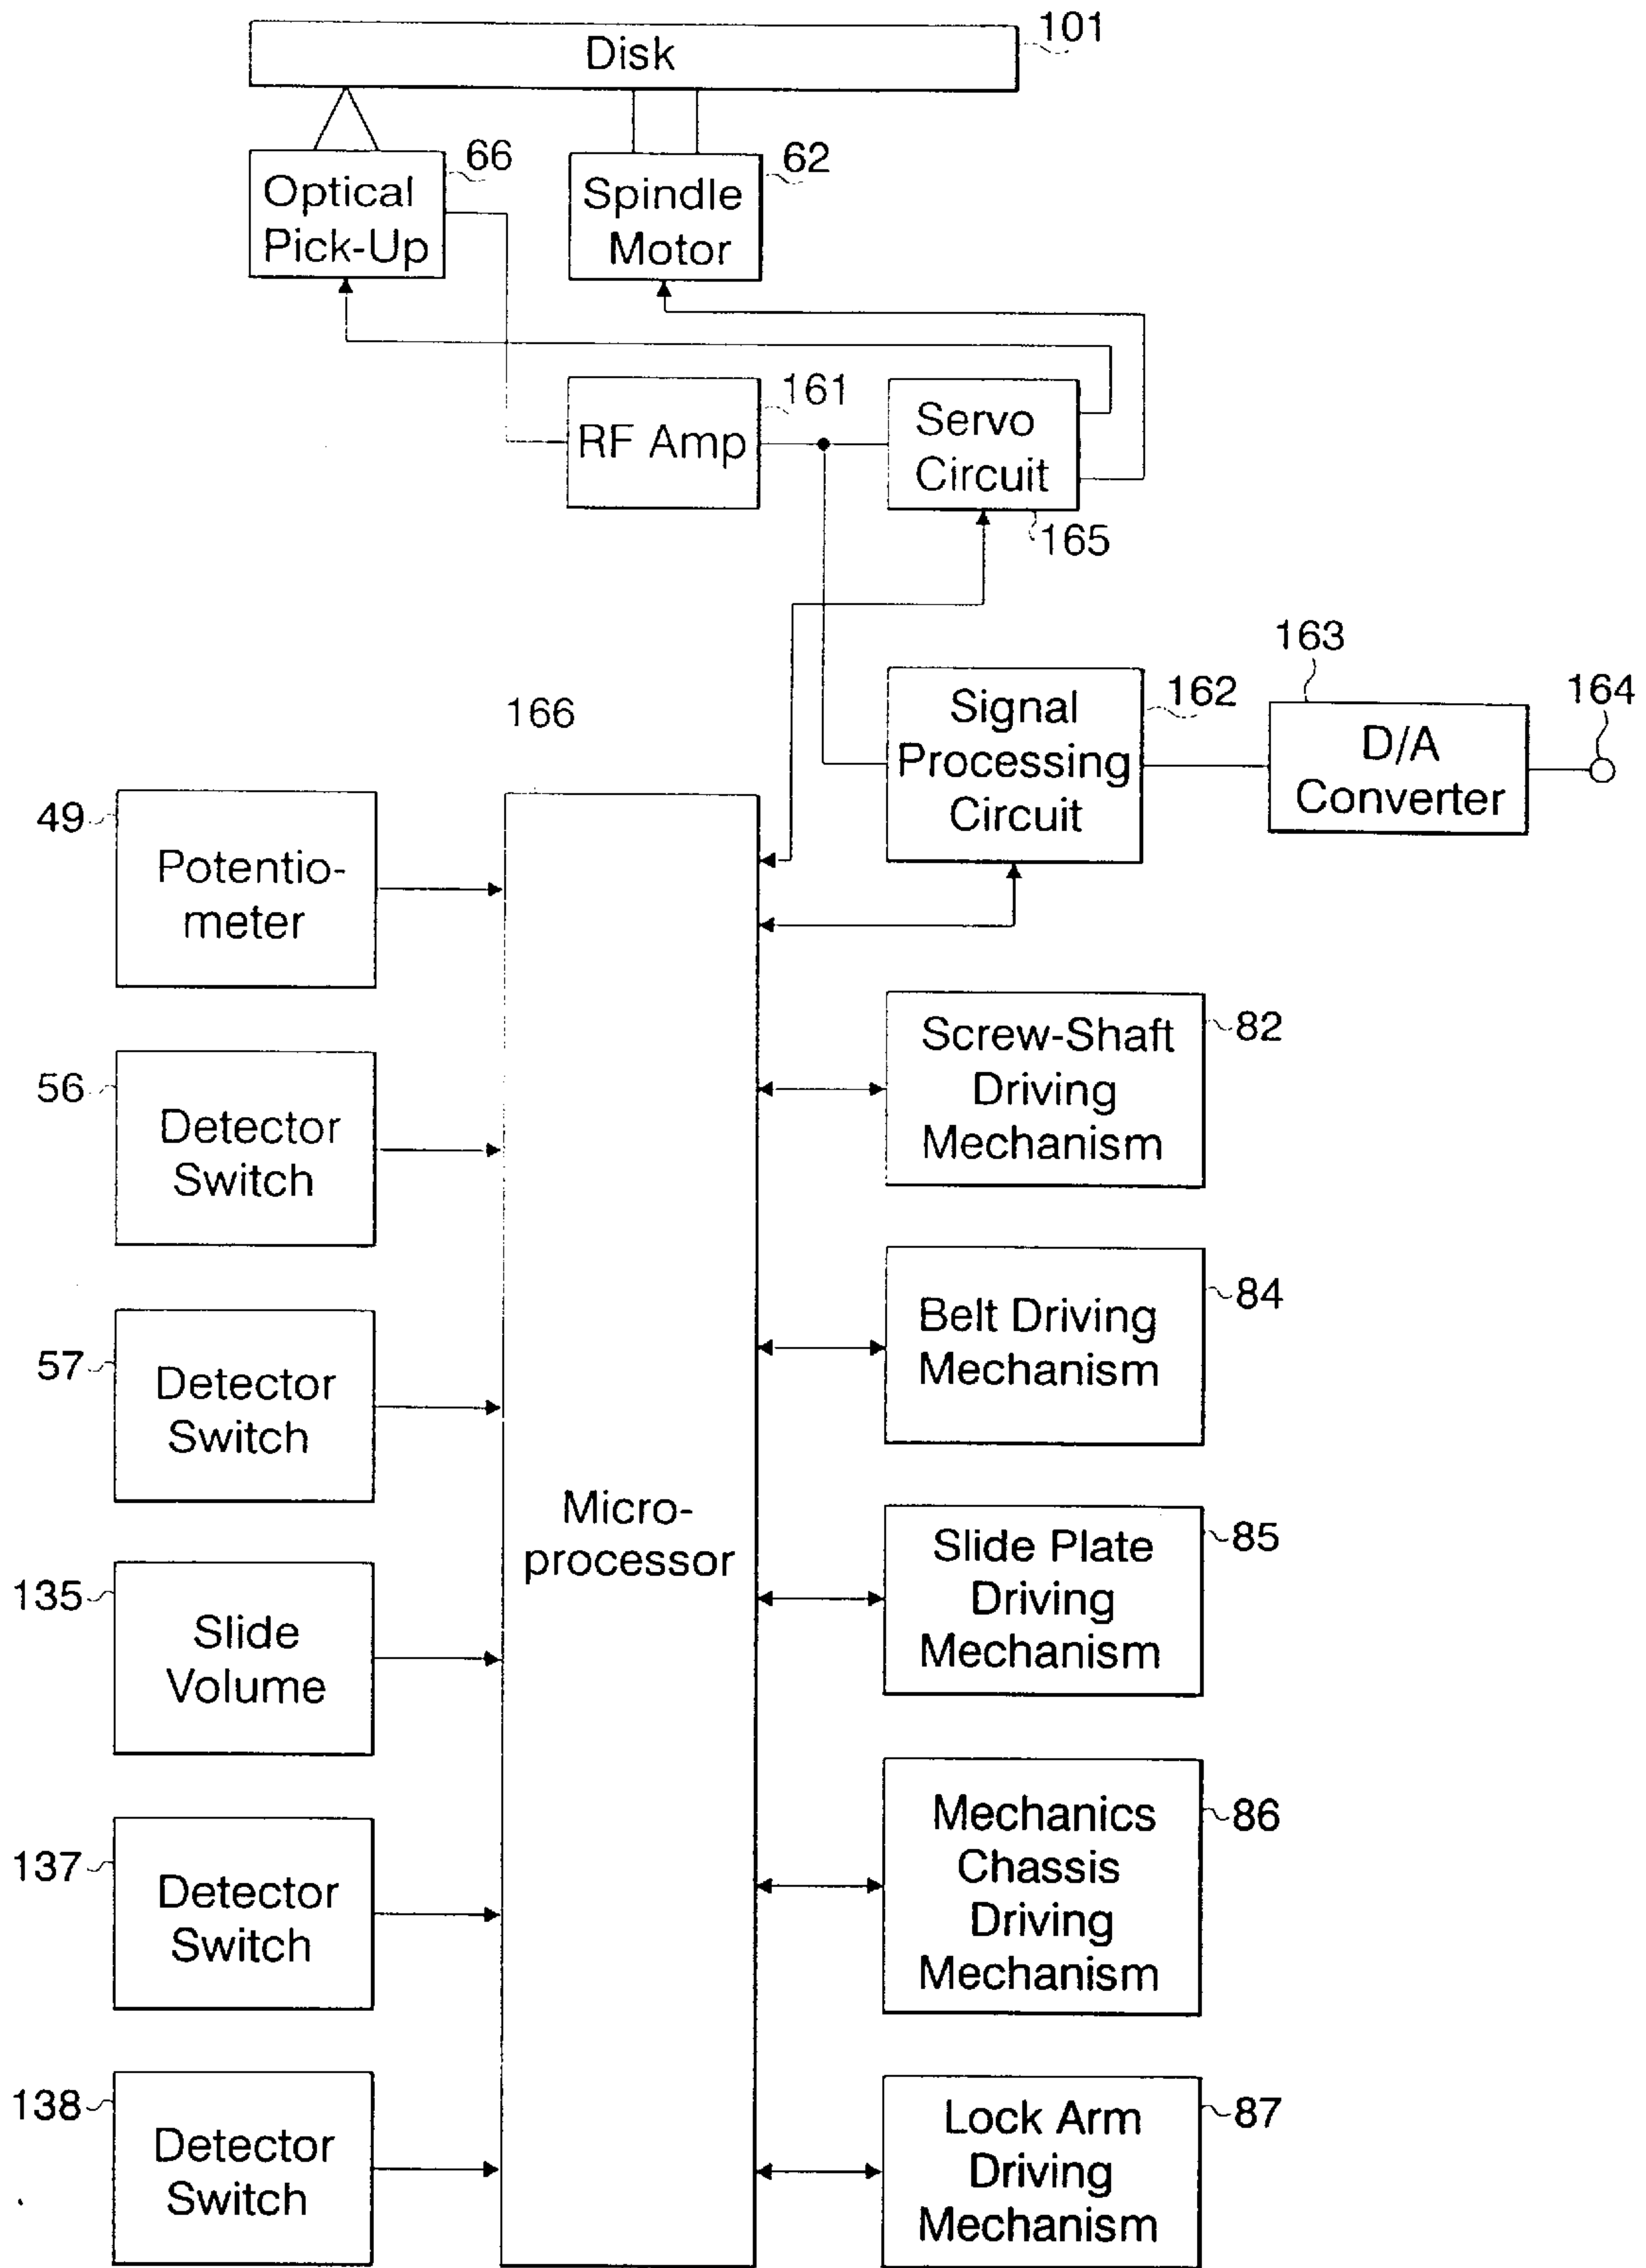 101
Disk
66
62
Optical
Pick-Up
Spindle
Motor
161
RF Amp
Servo
Circuit
165
163
164
162
Signal
Processing
Circuit
D/A
Converter
166
49
Potentio-
meter
Screw-Shaft
Driving
Mechanism
82
56
Detector
Switch
Belt Driving
Mechanism
84
57
Detector
Switch
Micro-
processor
Slide Plate
Driving
Mechanism
85
135
Slide
Volume
Mechanics
Chassis
Driving
Mechanism
86
137
Detector
Switch
138
Detector
Switch
Lock Arm
Driving
Mechanism
87